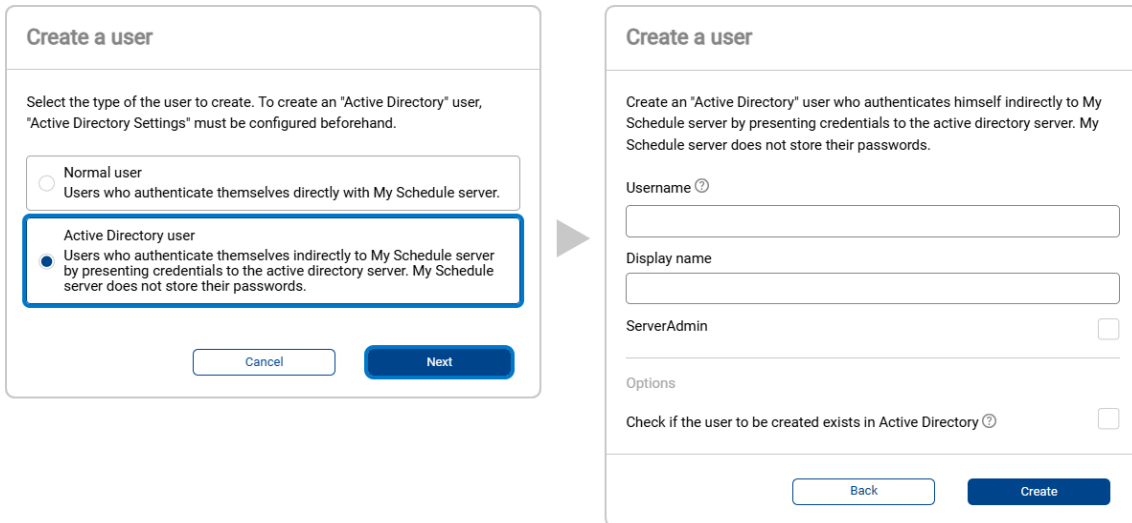 Create a user
Select the type of the user to create. To create an "Active Directory" user,
"Active Directory Settings" must be configured beforehand.
Normal user
Users who authenticate themselves directly with My Schedule server.
Active Directory user
Users who authenticate themselves indirectly to My Schedule server
by presenting credentials to the active directory server. My Schedule
server does not store their passwords.
Cancel
Next
Create a user
Create an "Active Directory" user who authenticates himself indirectly to My
Schedule server by presenting credentials to the active directory server. My
Schedule server does not store their passwords.
Username ?
Display name
ServerAdmin
Options
Check if the user to be created exists in Active Directory ?
Back
Create